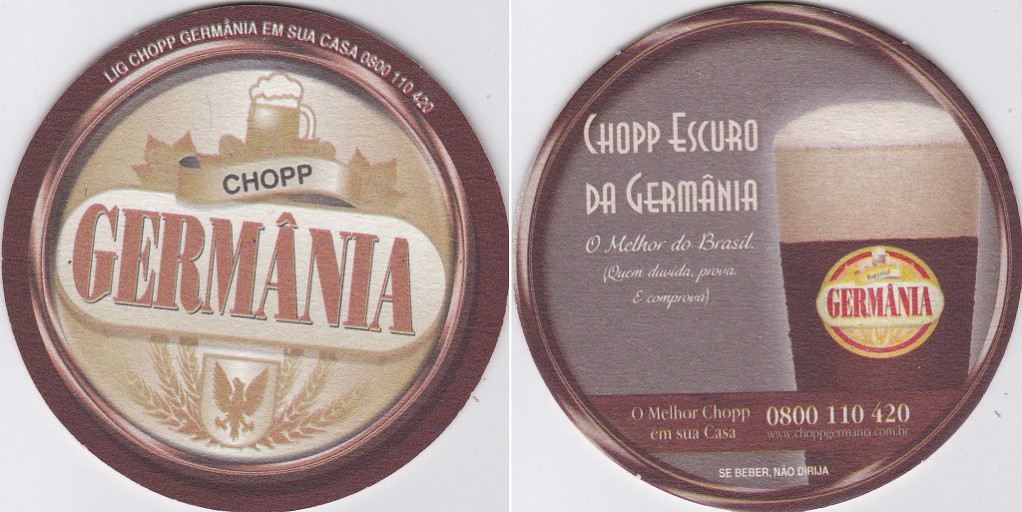 LIG CHOPP GERMÂNIA EM SUA CASA 0800 110 420
CHOPP
GERMÂNIA
CHOPP ESCURO
DA GERMÂNIA
O Melhor do Brasil.
(Quem duvida, prova.
E comprova)
GERMÂNIA
O Melhor Chopp
em sua Casa
0800 110 420
www.choppgermania.com.br
SE BEBER, NÃO DIRIJA